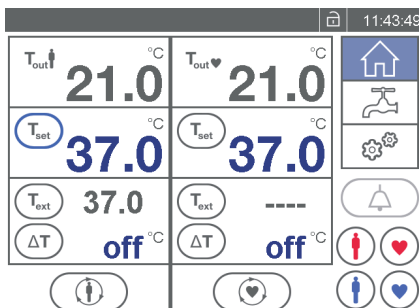 11:43:49
Tout °C Tout °C
21.0 21.0
Tset °C Tset °C
37.0 37.0
Text 37.0 Text ----
ΔT off °C ΔT off °C